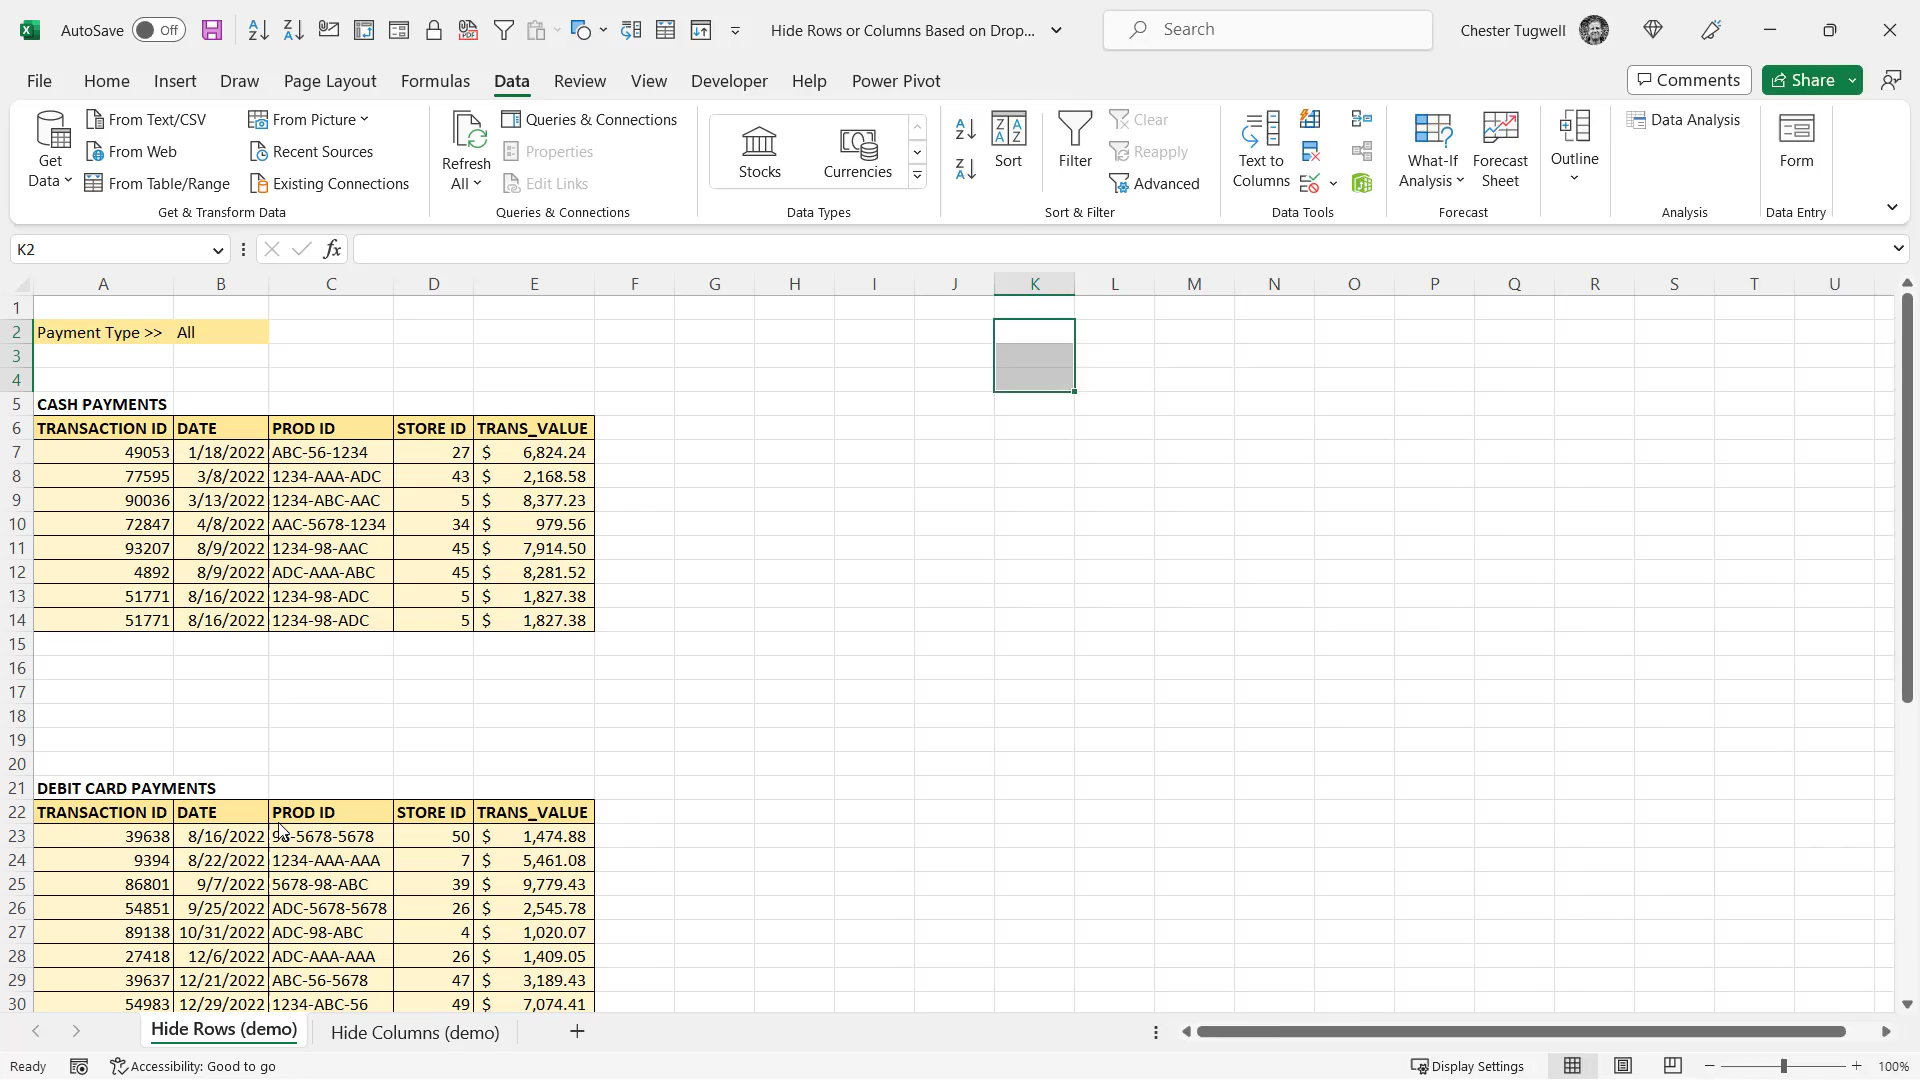 AutoSave Off Hide Rows or Columns Based on Drop... Search Chester Tugwell
File Home Insert Draw Page Layout Formulas Data Review View Developer Help Power Pivot Comments Share
Get Data From Text/CSV From Web From Table/Range From Picture Recent Sources Existing Connections
Refresh All Queries & Connections Properties Edit Links
Stocks Currencies
Sort Filter Clear Reapply Advanced
Text to Columns What-If Analysis Forecast Sheet Outline Data Analysis Form
Get & Transform Data Queries & Connections Data Types Sort & Filter Data Tools Forecast Analysis Data Entry
K2 fx
A B C D E F G H I J K L M N O P Q R S T U
1
2 Payment Type >> All
3
4
5 CASH PAYMENTS
6 TRANSACTION ID DATE PROD ID STORE ID TRANS_VALUE
7 49053 1/18/2022 ABC-56-1234 27 $ 6,824.24
8 77595 3/8/2022 1234-AAA-ADC 43 $ 2,168.58
9 90036 3/13/2022 1234-ABC-AAC 5 $ 8,377.23
10 72847 4/8/2022 AAC-5678-1234 34 $ 979.56
11 93207 8/9/2022 1234-98-AAC 45 $ 7,914.50
12 4892 8/9/2022 ADC-AAA-ABC 45 $ 8,281.52
13 51771 8/16/2022 1234-98-ADC 5 $ 1,827.38
14 51771 8/16/2022 1234-98-ADC 5 $ 1,827.38
15
16
17
18
19
20
21 DEBIT CARD PAYMENTS
22 TRANSACTION ID DATE PROD ID STORE ID TRANS_VALUE
23 39638 8/16/2022 98-5678-5678 50 $ 1,474.88
24 9394 8/22/2022 1234-AAA-AAA 7 $ 5,461.08
25 86801 9/7/2022 5678-98-ABC 39 $ 9,779.43
26 54851 9/25/2022 ADC-5678-5678 26 $ 2,545.78
27 89138 10/31/2022 ADC-98-ABC 4 $ 1,020.07
28 27418 12/6/2022 ADC-AAA-AAA 26 $ 1,409.05
29 39637 12/21/2022 ABC-56-5678 47 $ 3,189.43
30 54983 12/29/2022 1234-ABC-56 49 $ 7,074.41
Hide Rows (demo) Hide Columns (demo)
Ready Accessibility: Good to go Display Settings 100%